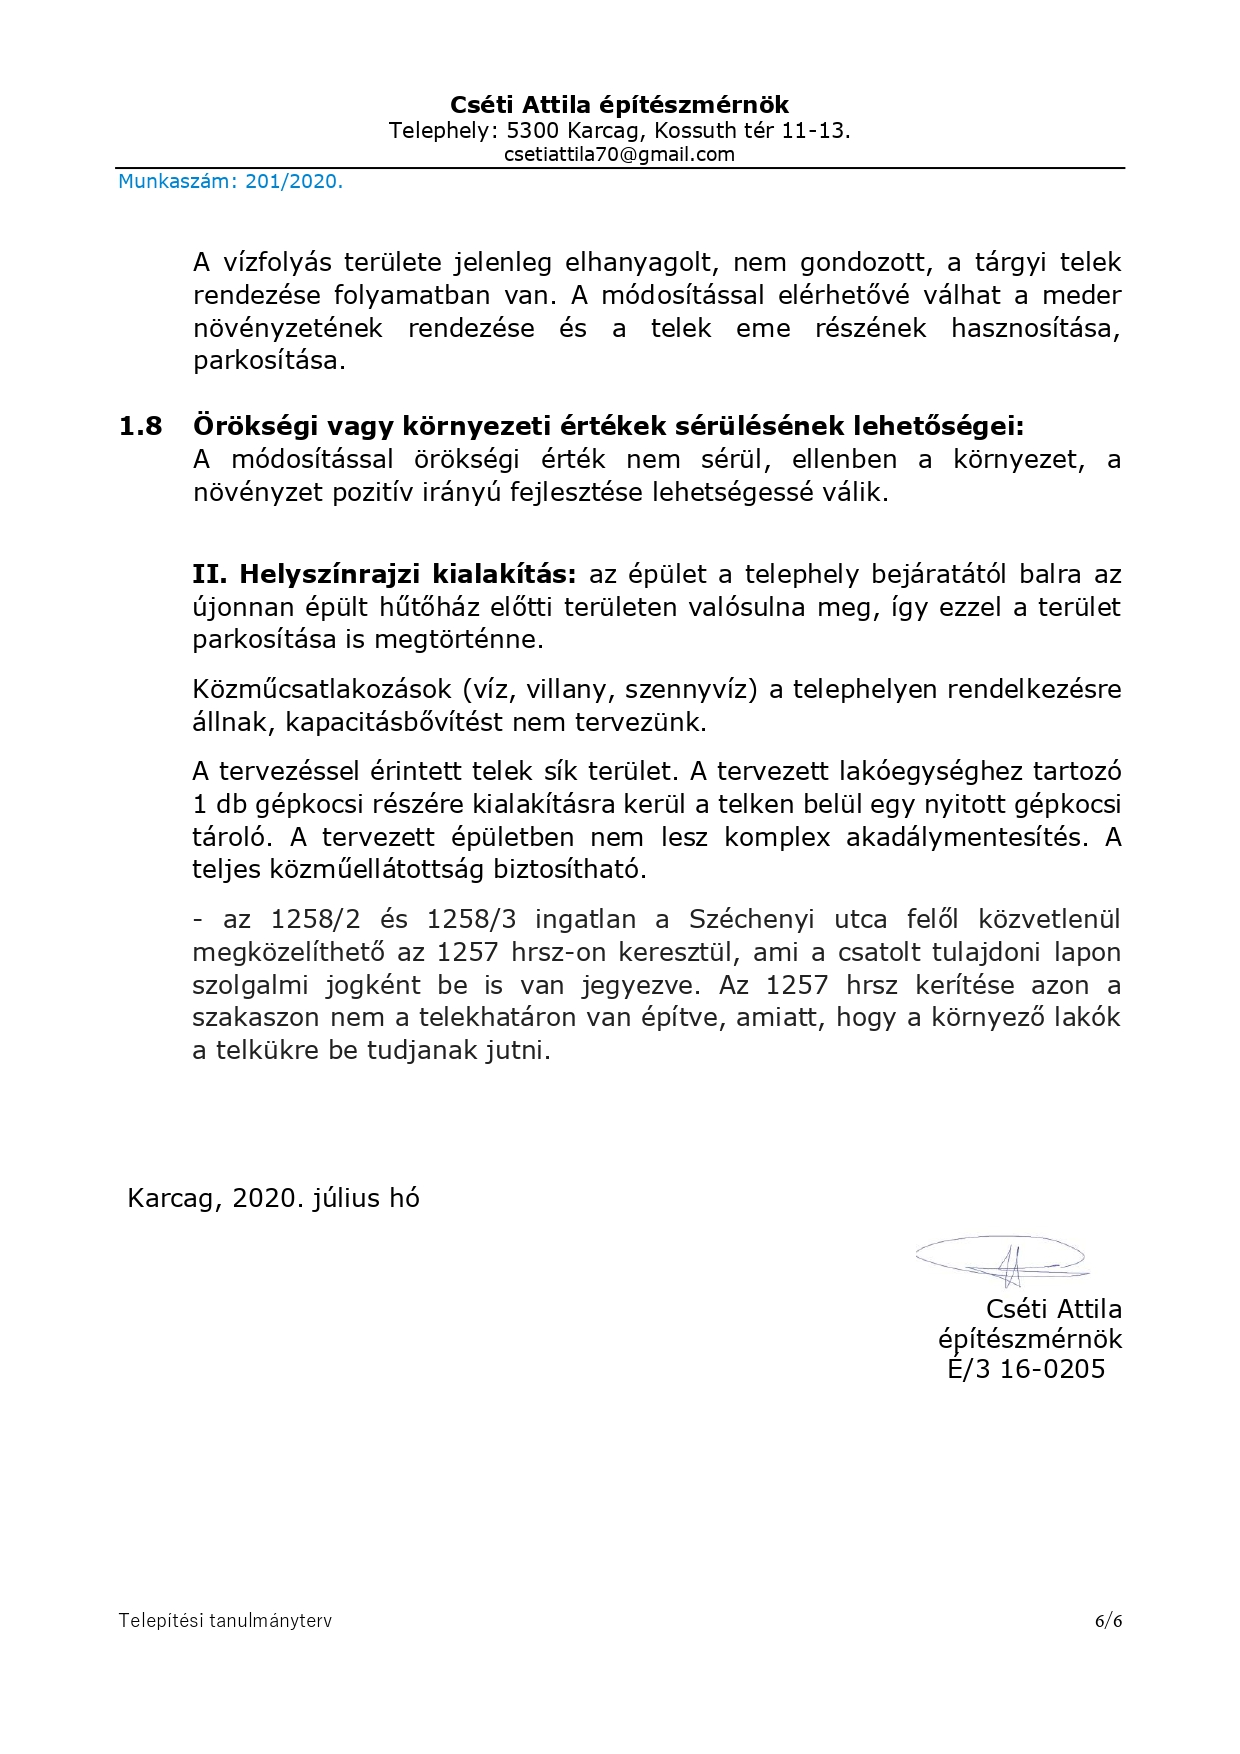 Cséti Attila építészmérnök
Telephely: 5300 Karcag, Kossuth tér 11-13.
csetiattila70@gmail.com
Munkaszám: 201/2020.
A vízfolyás területe jelenleg elhanyagolt, nem gondozott, a tárgyi telek
rendezése folyamatban van. A módosítással elérhetővé válhat a meder
növényzetének rendezése és a telek eme részének hasznosítása,
parkosítása.
1.8 Örökségi vagy környezeti értékek sérülésének lehetőségei:
A módosítással örökségi érték nem sérül, ellenben a környezet, a
növényzet pozitív irányú fejlesztése lehetségessé válik.
II. Helyszínrajzi kialakítás: az épület a telephely bejáratától balra az
újonnan épült hűtőház előtti területen valósulna meg, így ezzel a terület
parkosítása is megtörténne.
Közműcsatlakozások (víz, villany, szennyvíz) a telephelyen rendelkezésre
állnak, kapacitásbővítést nem tervezünk.
A tervezéssel érintett telek sík terület. A tervezett lakóegységhez tartozó
1 db gépkocsi részére kialakításra kerül a telken belül egy nyitott gépkocsi
tároló. A tervezett épületben nem lesz komplex akadálymentesítés. A
teljes közműellátottság biztosítható.
- az 1258/2 és 1258/3 ingatlan a Széchenyi utca felől közvetlenül
megközelíthető az 1257 hrsz-on keresztül, ami a csatolt tulajdoni lapon
szolgalmi jogként be is van jegyezve. Az 1257 hrsz kerítése azon a
szakaszon nem a telekhatáron van építve, amiatt, hogy a környező lakók
a telkükre be tudjanak jutni.
Karcag, 2020. július hó
Cséti Attila
építészmérnök
É/3 16-0205
Telepítési tanulmányterv 6/6